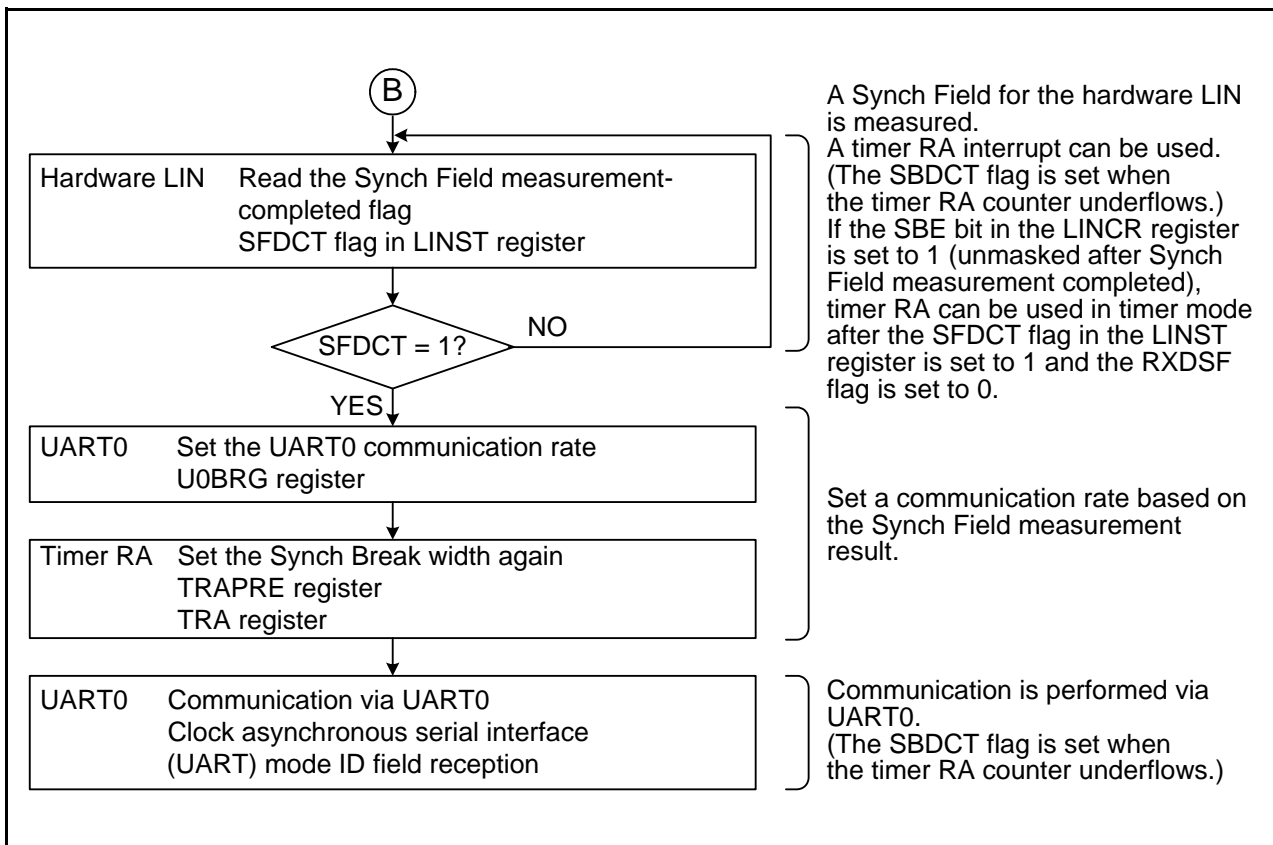 B
Hardware LIN Read the Synch Field measurement-
completed flag
SFDCT flag in LINST register
SFDCT = 1?
NO
YES
A Synch Field for the hardware LIN
is measured.
A timer RA interrupt can be used.
(The SBDCT flag is set when
the timer RA counter underflows.)
If the SBE bit in the LINCR register
is set to 1 (unmasked after Synch
Field measurement completed),
timer RA can be used in timer mode
after the SFDCT flag in the LINST
register is set to 1 and the RXDSF
flag is set to 0.
UART0 Set the UART0 communication rate
U0BRG register
Timer RA Set the Synch Break width again
TRAPRE register
TRA register
Set a communication rate based on
the Synch Field measurement
result.
UART0 Communication via UART0
Clock asynchronous serial interface
(UART) mode ID field reception
Communication is performed via
UART0.
(The SBDCT flag is set when
the timer RA counter underflows.)